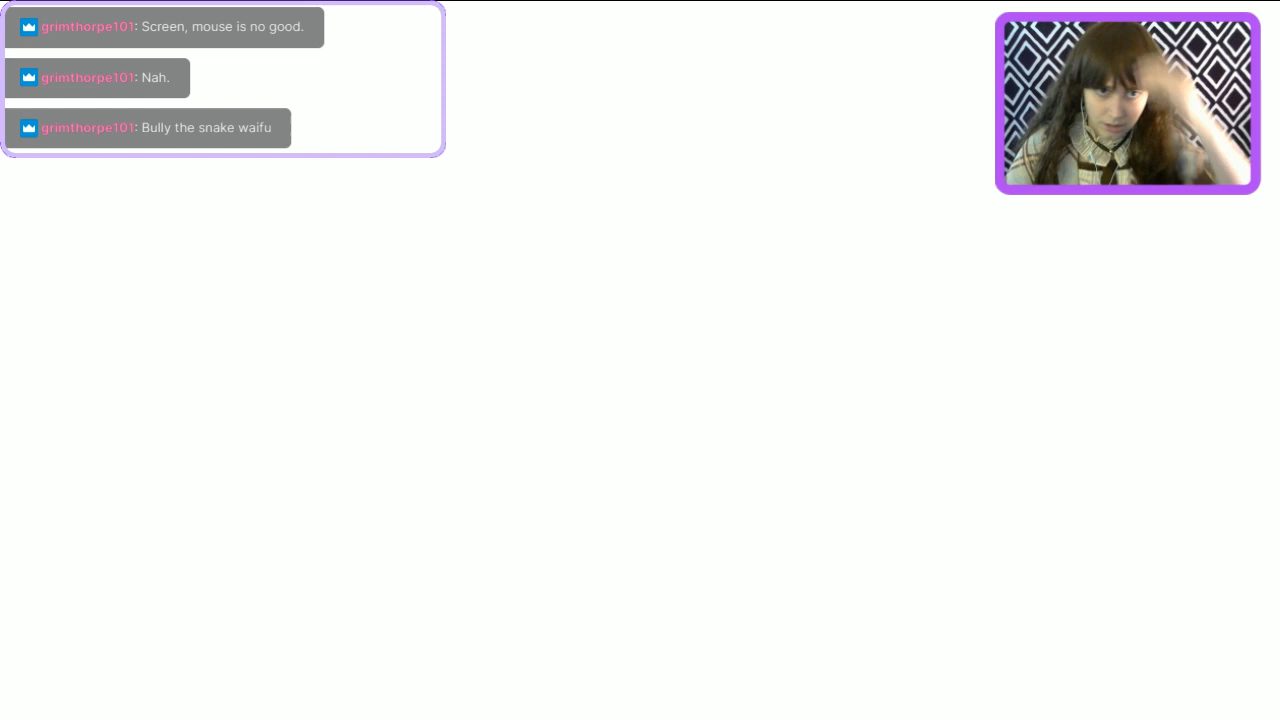 grimthorpe101: Screen, mouse is no good.
grimthorpe101: Nah.
grimthorpe101: Bully the snake waifu